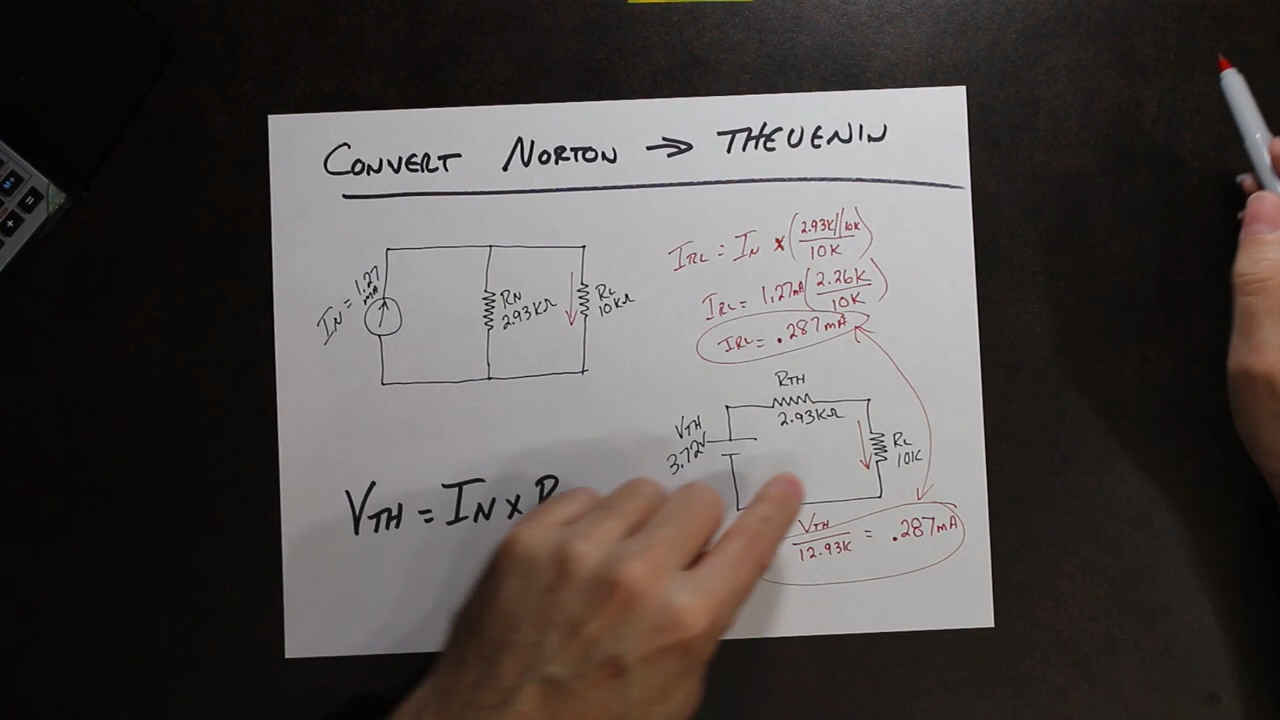 CONVERT NORTON → THEVENIN
IN = 1.27 mA
RN
2.93KΩ
RL
10KΩ
IRL = IN × (2.93K||10K / 10K)
IRL = 1.27mA (2.26K / 10K)
IRL = .287mA
RTH
2.93KΩ
VTH
3.72V
RL
10K
VTH = IN x
VTH / 12.93K = .287mA
M+
=
+